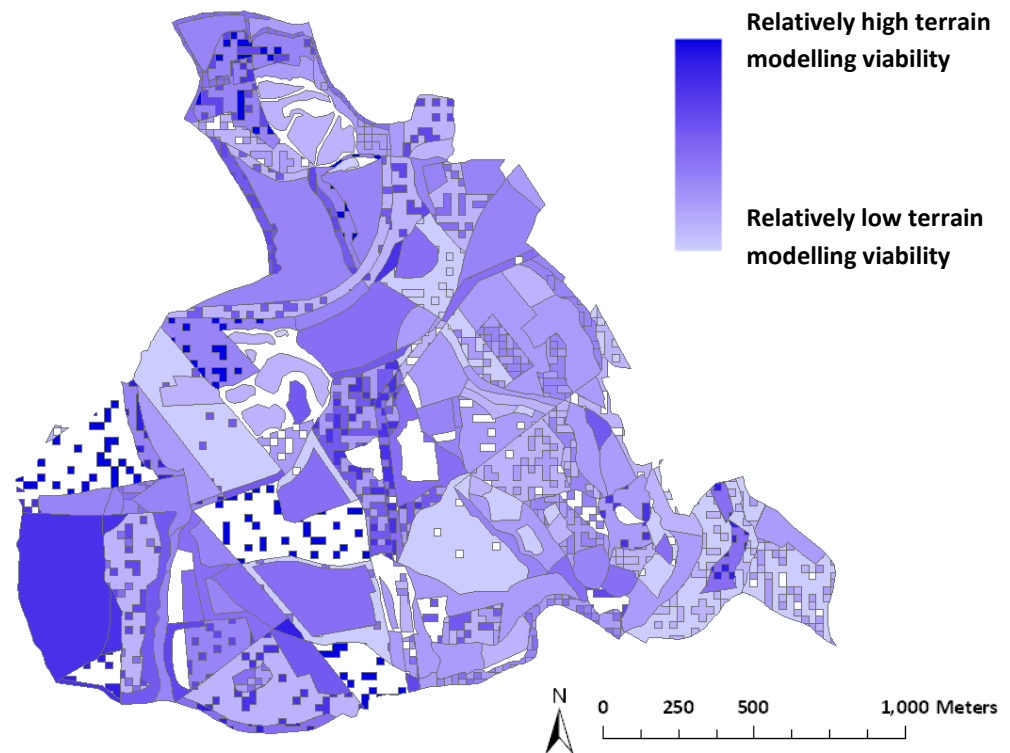 Relatively high terrain
modelling viability
Relatively low terrain
modelling viability
N
0 250 500 1,000 Meters